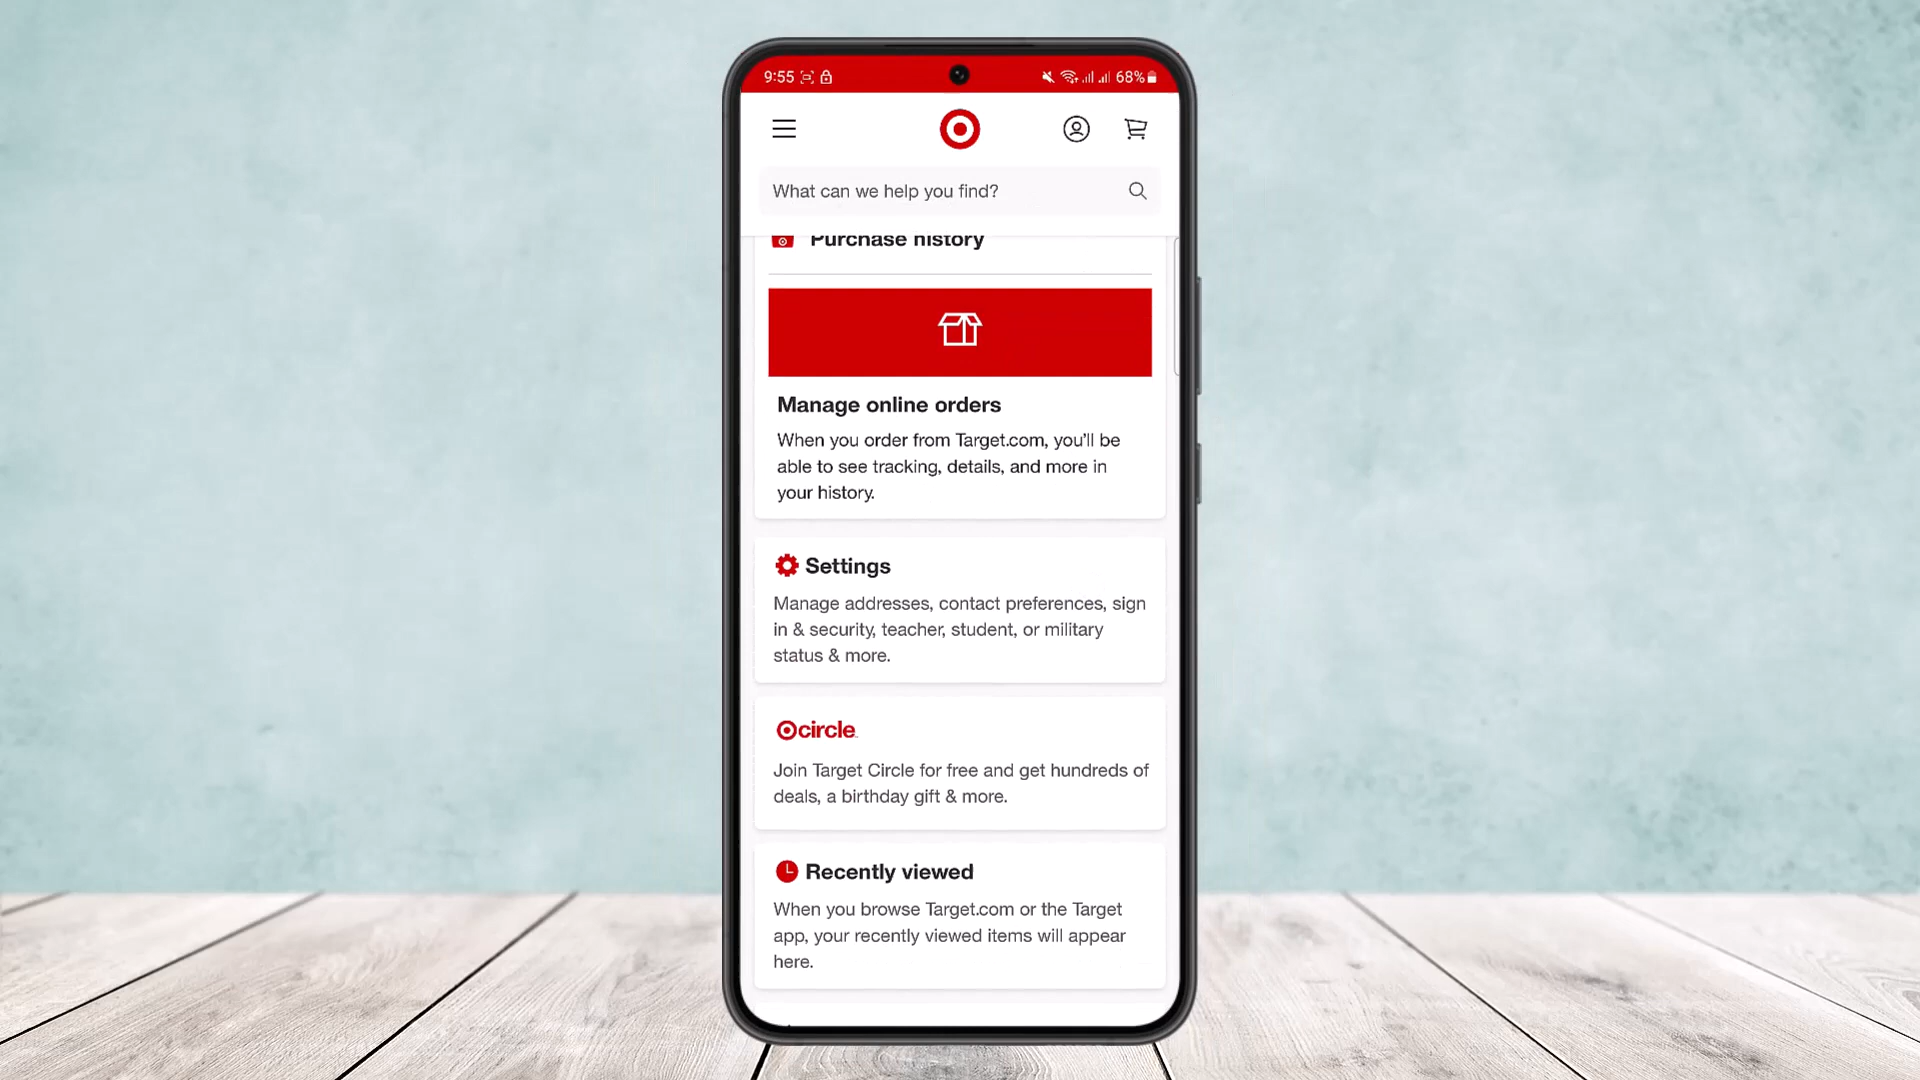 9:55 68%
What can we help you find?
Purchase history
Manage online orders
When you order from Target.com, you'll be
able to see tracking, details, and more in
your history.
Settings
Manage addresses, contact preferences, sign
in & security, teacher, student, or military
status & more.
circle
Join Target Circle for free and get hundreds of
deals, a birthday gift & more.
Recently viewed
When you browse Target.com or the Target
app, your recently viewed items will appear
here.